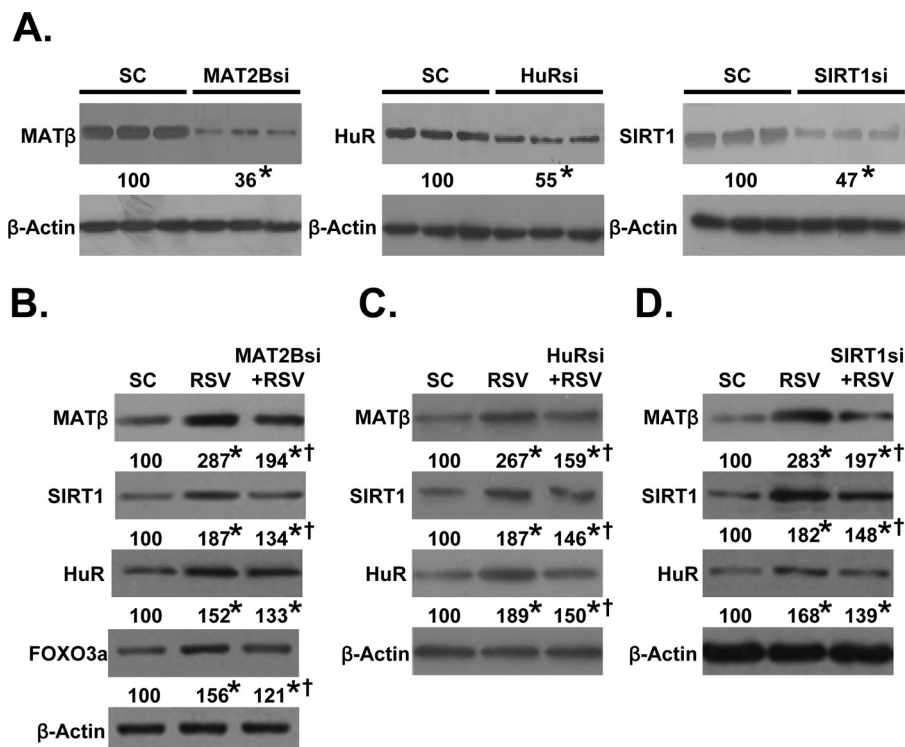 A.
SC MAT2Bsi SC HuRsi SC SIRT1si
MATβ HuR SIRT1
100 36* 100 55* 100 47*
β-Actin β-Actin β-Actin
B.
MAT2Bsi
SC RSV +RSV
MATβ
100 287* 194*†
SIRT1
100 187* 134*†
HuR
100 152* 133*
FOXO3a
100 156* 121*†
β-Actin
C.
HuRsi
SC RSV +RSV
MATβ
100 267* 159*†
SIRT1
100 187* 146*†
HuR
100 189* 150*†
β-Actin
D.
SIRT1si
SC RSV +RSV
MATβ
100 283* 197*†
SIRT1
100 182* 148*†
HuR
100 168* 139*
β-Actin